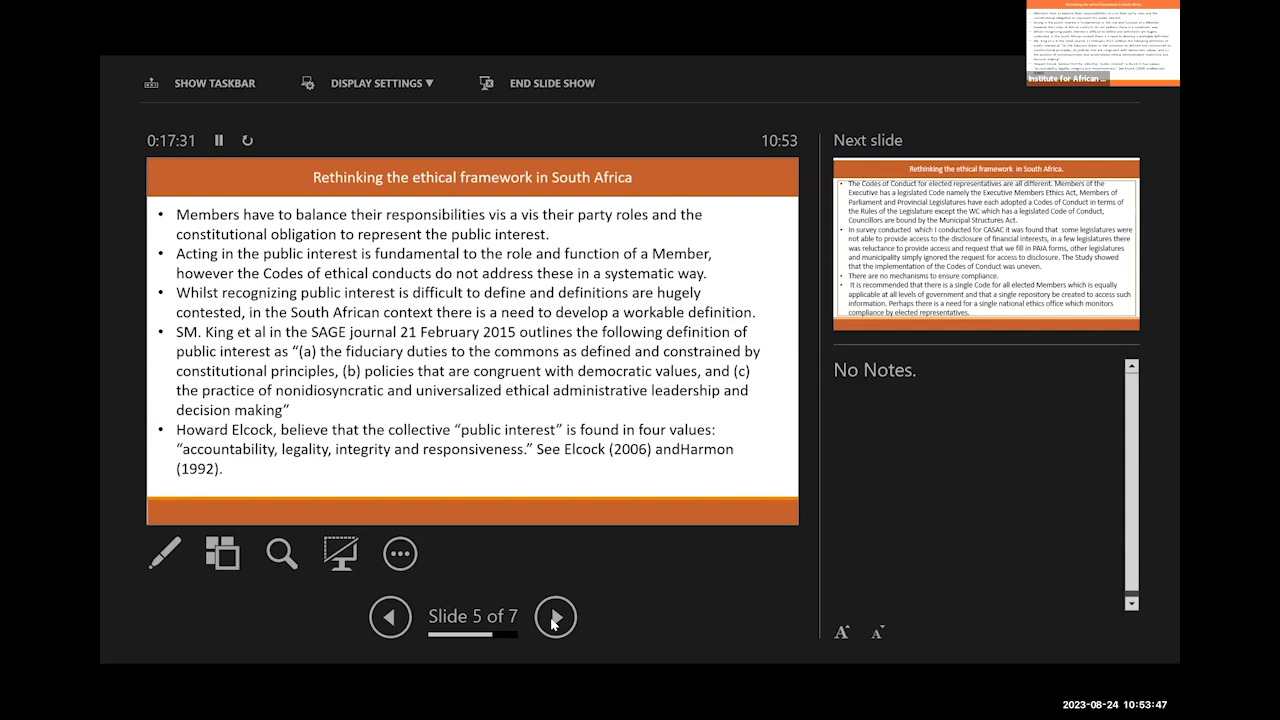 Rethinking the ethical framework in South Africa.
Institute for African ...
SHOW TASKBAR
END SLIDE SHOW
0:17:31
10:53
Next slide
Rethinking the ethical framework in South Africa
• Members have to balance their responsibilities vis a vis their party roles and the
constitutional obligation to represent the public interest.
• Acting in the public interest is fundamental to the role and function of a Member,
however the Codes of ethical conducts do not address these in a systematic way.
• Whilst recognizing public interest is difficult to define and definitions are hugely
contested, in the South African context there is a need to develop a workable definition.
• SM. King et al in the SAGE journal 21 February 2015 outlines the following definition of
public interest as “(a) the fiduciary duties to the commons as defined and constrained by
constitutional principles, (b) policies that are congruent with democratic values, and (c)
the practice of nonidiosyncratic and universalized ethical administrative leadership and
decision making”
• Howard Elcock, believe that the collective “public interest” is found in four values:
“accountability, legality, integrity and responsiveness.” See Elcock (2006) andHarmon
(1992).
Rethinking the ethical framework in South Africa.
• The Codes of Conduct for elected representatives are all different. Members of the
Executive has a legislated Code namely the Executive Members Ethics Act, Members of
Parliament and Provincial Legislatures have each adopted a Codes of Conduct in terms of
the Rules of the Legislature except the WC which has a legislated Code of Conduct,
Councillors are bound by the Municipal Structures Act.
• In survey conducted which I conducted for CASAC it was found that some legislatures were
not able to provide access to the disclosure of financial interests, in a few legislatures there
was reluctance to provide access and request that we fill in PAIA forms, other legislatures
and municipality simply ignored the request for access to disclosure. The Study showed
that the implementation of the Codes of Conduct was uneven.
• There are no mechanisms to ensure compliance.
• It is recommended that there is a single Code for all elected Members which is equally
applicable at all levels of government and that a single repository be created to access such
information. Perhaps there is a need for a single national ethics office which monitors
compliance by elected representatives.
No Notes.
Slide 5 of 7
A A
2023-08-24 10:53:47